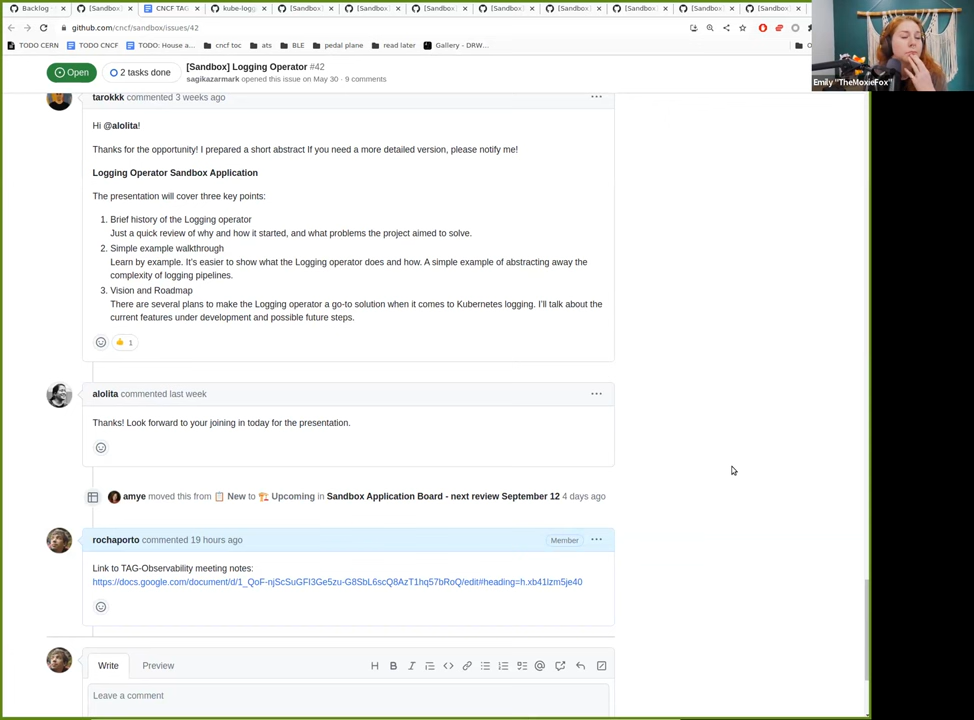 Backlog -
[Sandbox]
CNCF TAG
kube-logg
[Sandbox]
[Sandbox]
[Sandbox]
[Sandbox]
[Sandbox]
[Sandbox]
[Sandbox]
[Sandbox]
github.com/cncf/sandbox/issues/42
TODO CERN
TODO CNCF
TODO: House a...
cncf toc
ats
BLE
pedal plane
read later
Gallery - DRW...
Emily "TheMoxieFox"
Open
2 tasks done
[Sandbox] Logging Operator #42
sagikazarmark opened this issue on May 30 · 9 comments
tarokkk commented 3 weeks ago
Hi @alolita!
Thanks for the opportunity! I prepared a short abstract If you need a more detailed version, please notify me!
Logging Operator Sandbox Application
The presentation will cover three key points:
1. Brief history of the Logging operator
Just a quick review of why and how it started, and what problems the project aimed to solve.
2. Simple example walkthrough
Learn by example. It's easier to show what the Logging operator does and how. A simple example of abstracting away the
complexity of logging pipelines.
3. Vision and Roadmap
There are several plans to make the Logging operator a go-to solution when it comes to Kubernetes logging. I'll talk about the
current features under development and possible future steps.
1
alolita commented last week
Thanks! Look forward to your joining in today for the presentation.
amye moved this from 📋 New to 🏗 Upcoming in Sandbox Application Board - next review September 12 4 days ago
rochaporto commented 19 hours ago
Member
Link to TAG-Observability meeting notes:
https://docs.google.com/document/d/1_QoF-njScSuGFI3Ge5zu-G8SbL6scQ8AzT1hq57bRoQ/edit#heading=h.xb41lzm5je40
Write
Preview
Leave a comment